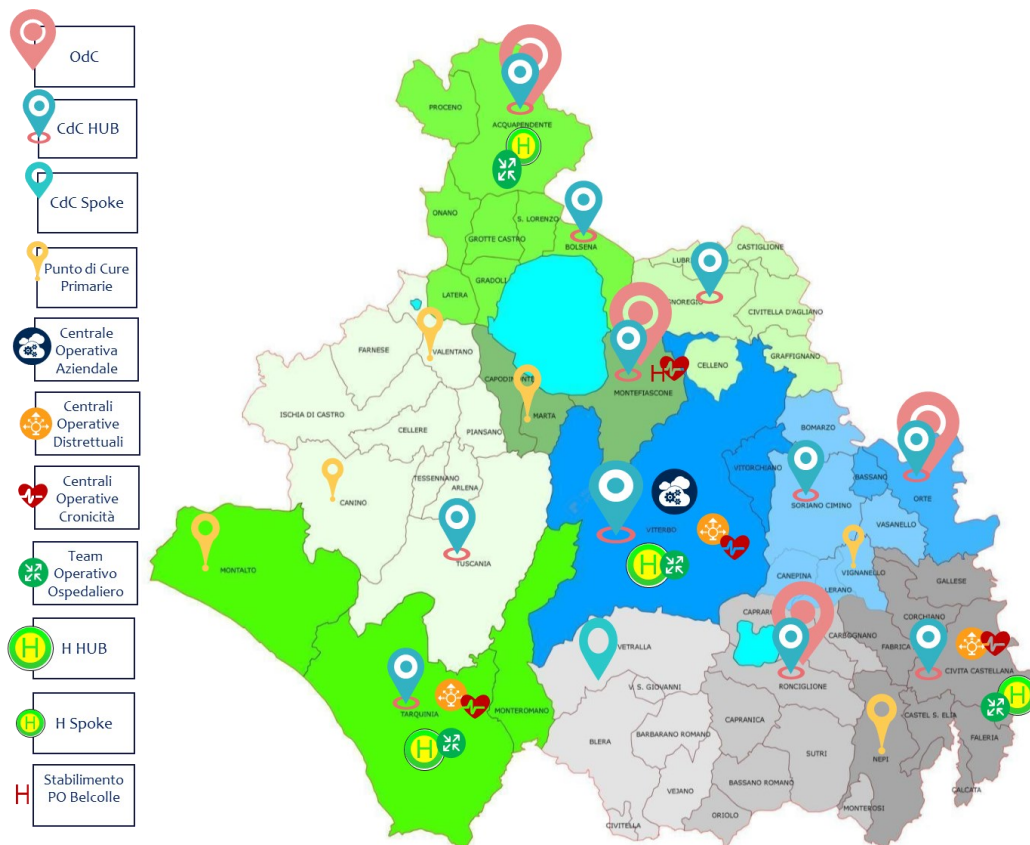 OdC
CdC HUB
CdC Spoke
Punto di Cure
Primarie
Centrale
Operativa
Aziendale
Centrali
Operative
Distrettuali
Centrali
Operative
Cronicità
Team
Operativo
Ospedaliero
H
H HUB
H
H Spoke
H
Stabilimento
PO Belcolle
PROCENO
ACQUAPENDENTE
H
ONANO
S. LORENZO
GROTTE CASTRO
BOLSENA
GRADOLI
LATERA
CASTIGLIONE
LUBR
GNOREGIO
CIVITELLA D'AGLIANO
GRAFFIGNANO
CELLENO
VALENTANO
FARNESE
CAPODIMONTE
H
MONTEFIASCONE
MARTA
ISCHIA DI CASTRO
CELLERE
PIANSANO
TESSENNANO
ARLENA
CANINO
TUSCANIA
MONTALTO
BOMARZO
VITORCHIANO
BASSANO
ORTE
SORIANO CIMINO
VASANELLO
VITERBO
H
CANEPINA
VIGNANELLO
LERANO
GALLESE
CAPRAR
CORCHIANO
CARBOGNANO
FABRICA
CIVITA CASTELLANA
H
VETRALLA
RONCIGLIONE
V. S. GIOVANNI
TARQUINIA
MONTEROMANO
H
CAPRANICA
CASTEL S. ELIA
BARBARANO ROMANO
BLERA
SUTRI
NEPI
FALERIA
BASSANO ROMANO
VEJANO
CALCATA
MONTEROSI
ORIOLO
CIVITELLA